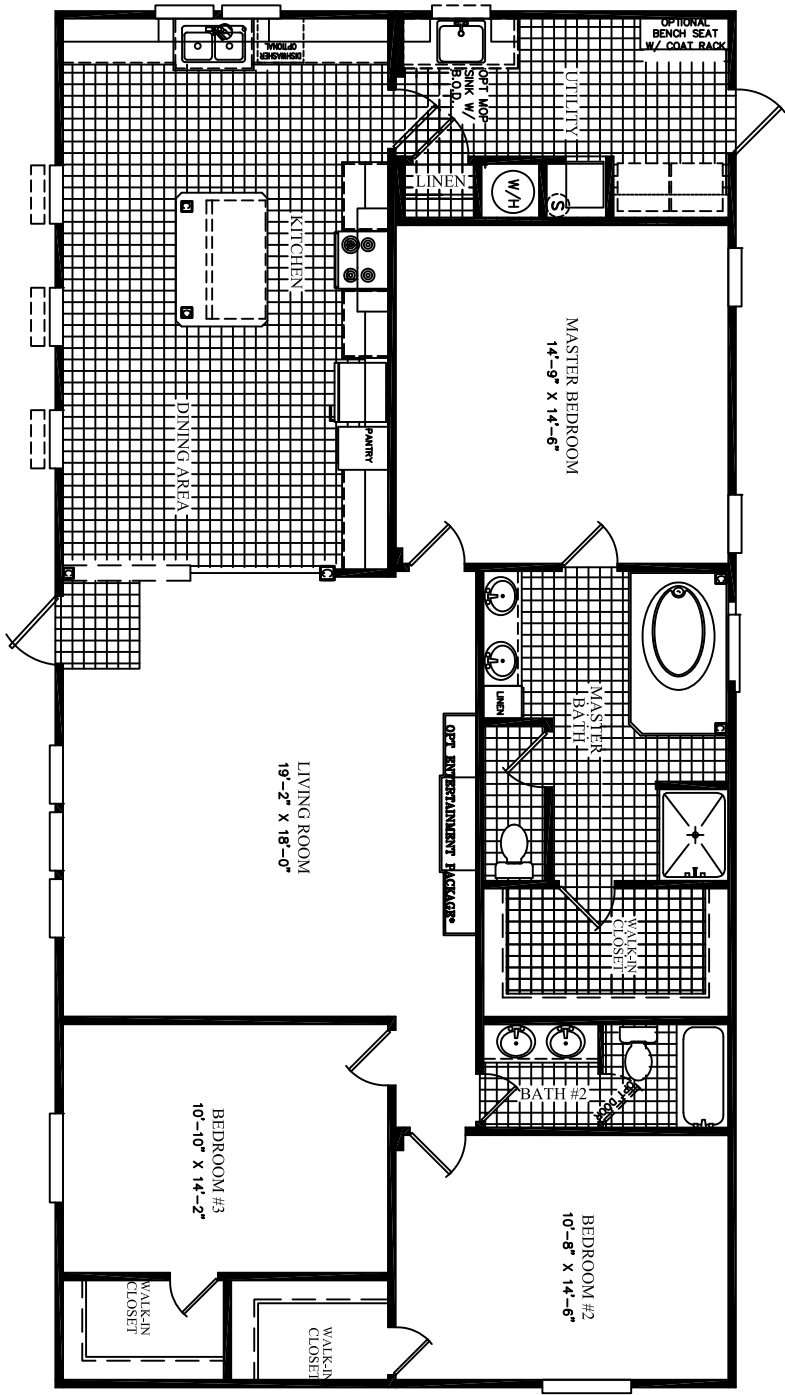 OPTIONAL
BENCH SEAT
W/ COAT RACK
DISHWASHER
OPTIONAL
OPT MOP
SINK W/
B.O.D.
UTILITY
LINEN
W/H
S
KITCHEN
MASTER BEDROOM
14'-9" X 14'-6"
PANTRY
DINING AREA
LINEN
MASTER
BATH
OPT ENTERTAINMENT PACKAGE*
LIVING ROOM
19'-2" X 18'-0"
WALK-IN
CLOSET
BATH #2
OPT DOOR
BEDROOM #3
10'-10" X 14'-2"
BEDROOM #2
10'-8" X 14'-6"
WALK-IN
CLOSET
WALK-IN
CLOSET